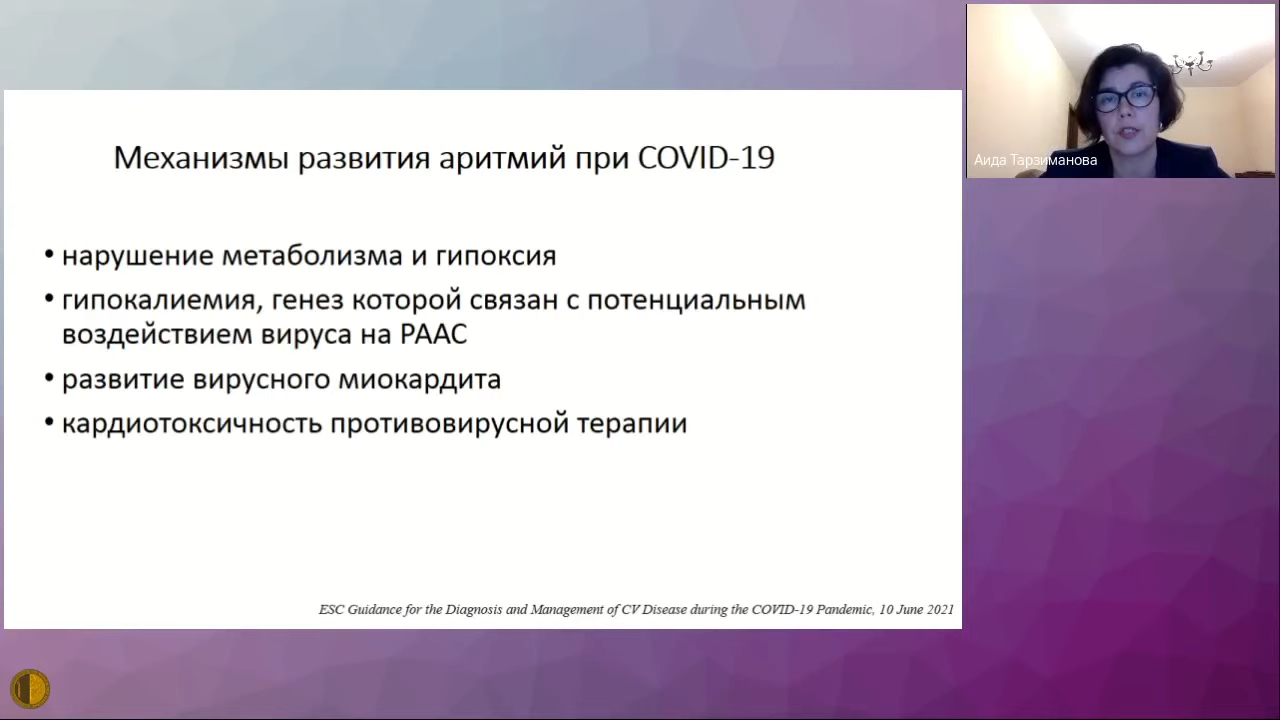 Механизмы развития аритмий при COVID-19
• нарушение метаболизма и гипоксия
• гипокалиемия, генез которой связан с потенциальным
воздействием вируса на РААС
• развитие вирусного миокардита
• кардиотоксичность противовирусной терапии
ESC Guidance for the Diagnosis and Management of CV Disease during the COVID-19 Pandemic, 10 June 2021
Аида Тарзиманова